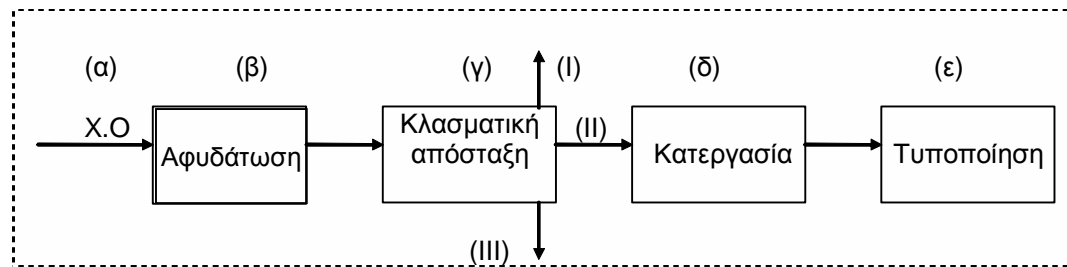 (α) (β) (γ) (Ι) (δ) (ε)
Χ.Ο
Αφυδάτωση
Κλασματική
απόσταξη
(ΙΙ)
Κατεργασία
Τυποποίηση
(ΙΙΙ)